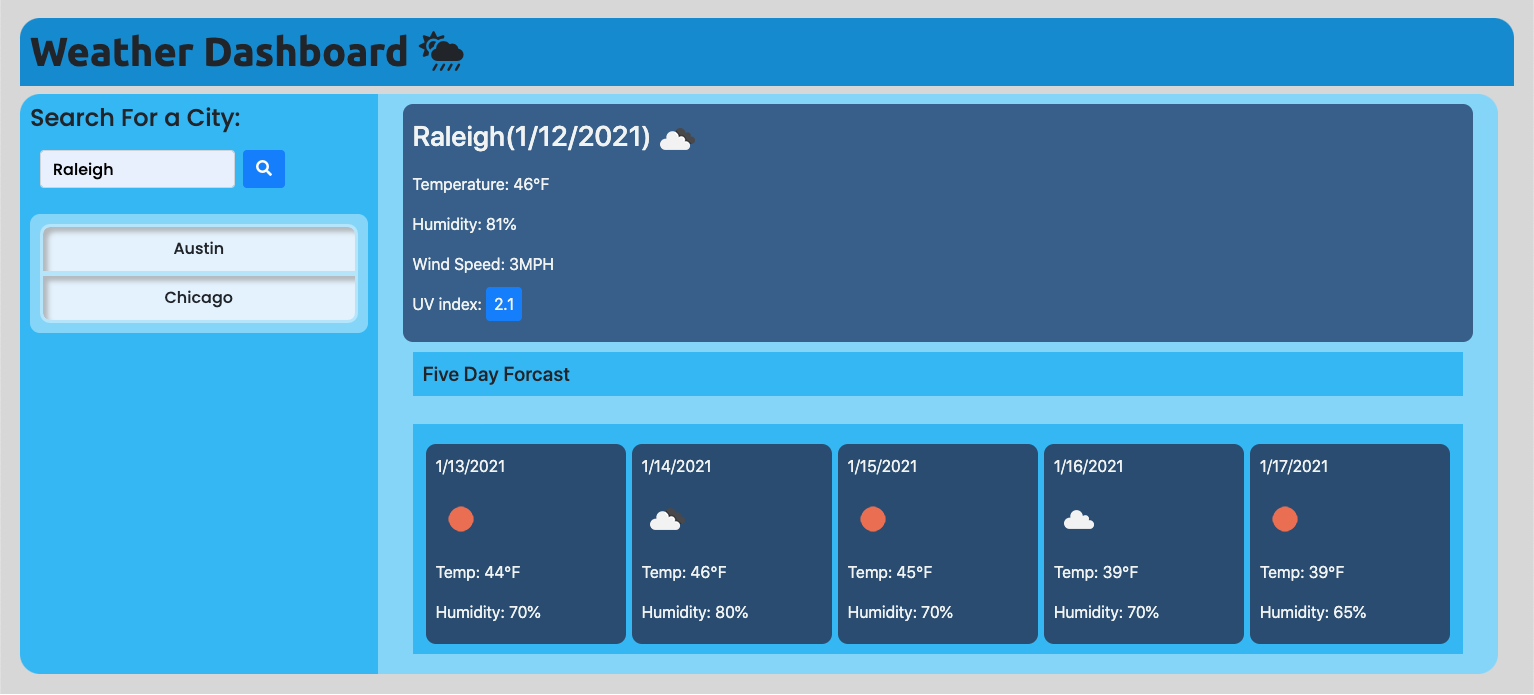 Weather Dashboard
Search For a City:
Raleigh
Austin
Chicago
Raleigh(1/12/2021)
Temperature: 46°F
Humidity: 81%
Wind Speed: 3MPH
UV index: 2.1
Five Day Forcast
1/13/2021
Temp: 44°F
Humidity: 70%
1/14/2021
Temp: 46°F
Humidity: 80%
1/15/2021
Temp: 45°F
Humidity: 70%
1/16/2021
Temp: 39°F
Humidity: 70%
1/17/2021
Temp: 39°F
Humidity: 65%